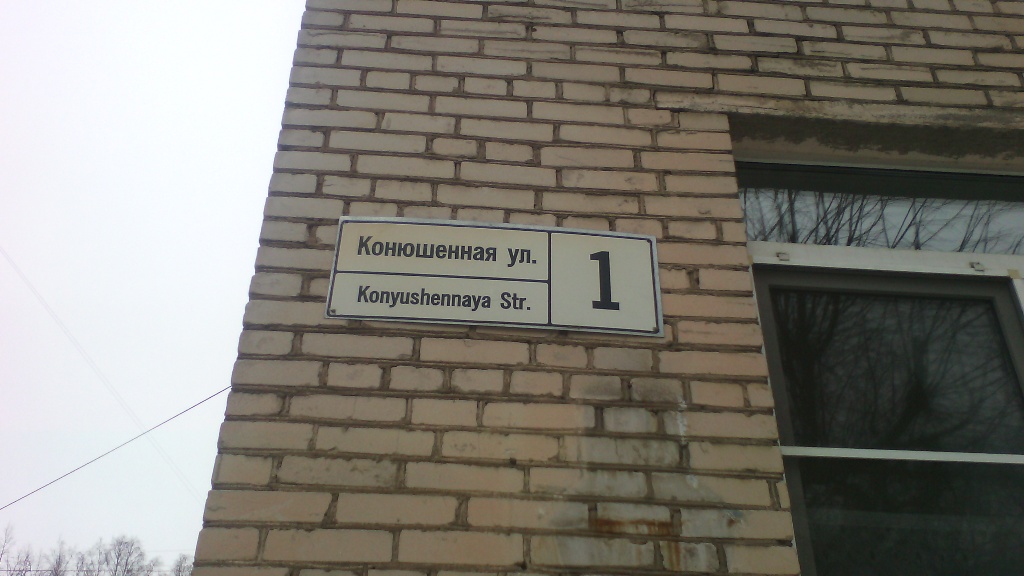 Конюшенная ул.
Konyushennaya Str.
1